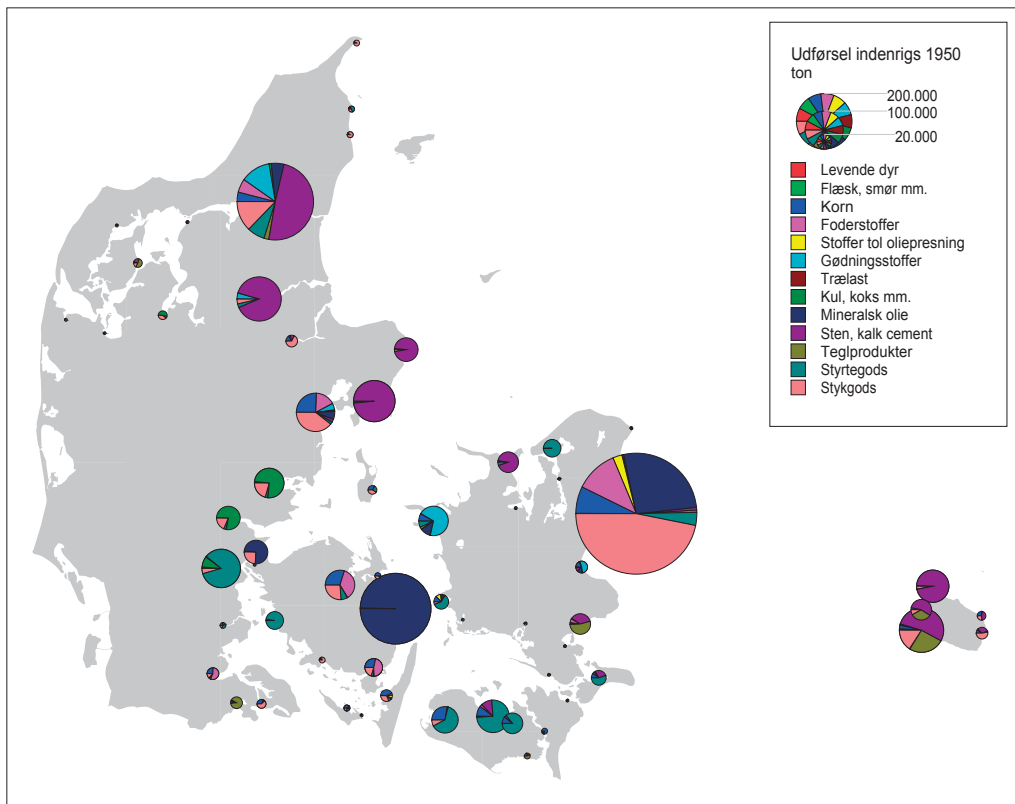 Udførsel indenrigs 1950
ton
200.000
100.000
20.000
Levende dyr
Flæsk, smør mm.
Korn
Foderstoffer
Stoffer tol oliepresning
Gødningsstoffer
Trælast
Kul, koks mm.
Mineralsk olie
Sten, kalk cement
Teglprodukter
Styrtegods
Stykgods